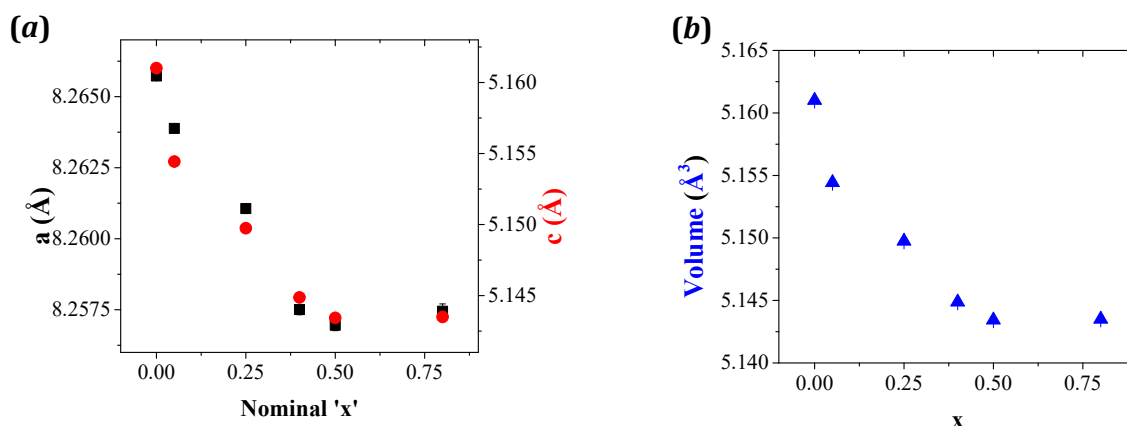 (a)
8.2650
8.2625
8.2600
8.2575
a (Å)
5.160
5.155
5.150
5.145
c (Å)
0.00 0.25 0.50 0.75
Nominal 'x'
(b)
5.165
5.160
5.155
5.150
5.145
5.140
Volume (Å³)
0.00 0.25 0.50 0.75
x